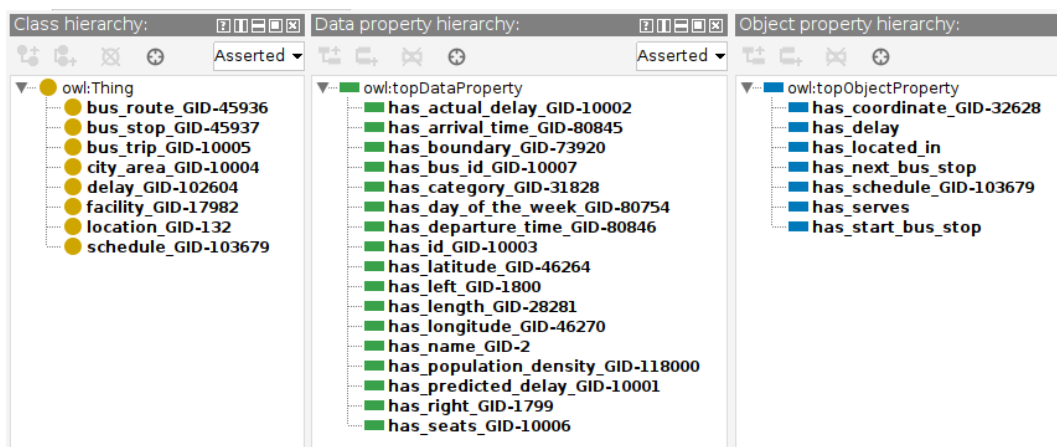 Class hierarchy:
Asserted
owl:Thing
bus_route_GID-45936
bus_stop_GID-45937
bus_trip_GID-10005
city_area_GID-10004
delay_GID-102604
facility_GID-17982
location_GID-132
schedule_GID-103679
Data property hierarchy:
Asserted
owl:topDataProperty
has_actual_delay_GID-10002
has_arrival_time_GID-80845
has_boundary_GID-73920
has_bus_id_GID-10007
has_category_GID-31828
has_day_of_the_week_GID-80754
has_departure_time_GID-80846
has_id_GID-10003
has_latitude_GID-46264
has_left_GID-1800
has_length_GID-28281
has_longitude_GID-46270
has_name_GID-2
has_population_density_GID-118000
has_predicted_delay_GID-10001
has_right_GID-1799
has_seats_GID-10006
Object property hierarchy:
owl:topObjectProperty
has_coordinate_GID-32628
has_delay
has_located_in
has_next_bus_stop
has_schedule_GID-103679
has_serves
has_start_bus_stop